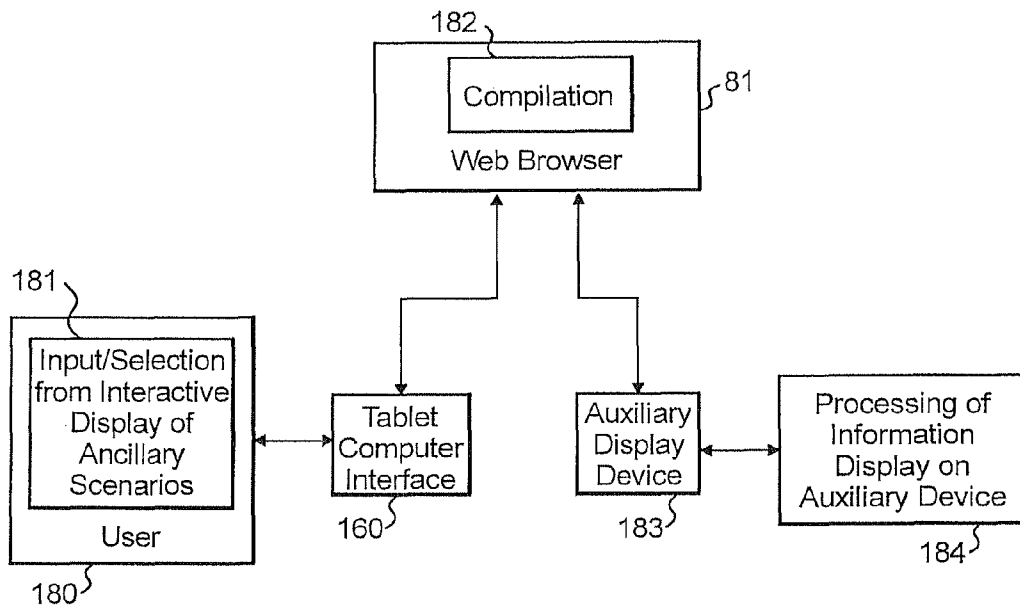 182
Compilation
81
Web Browser
181
Input/Selection
from Interactive
Display of
Ancillary
Scenarios
User
180
Tablet
Computer
Interface
160
Auxiliary
Display
Device
183
Processing of
Information
Display on
Auxiliary Device
184